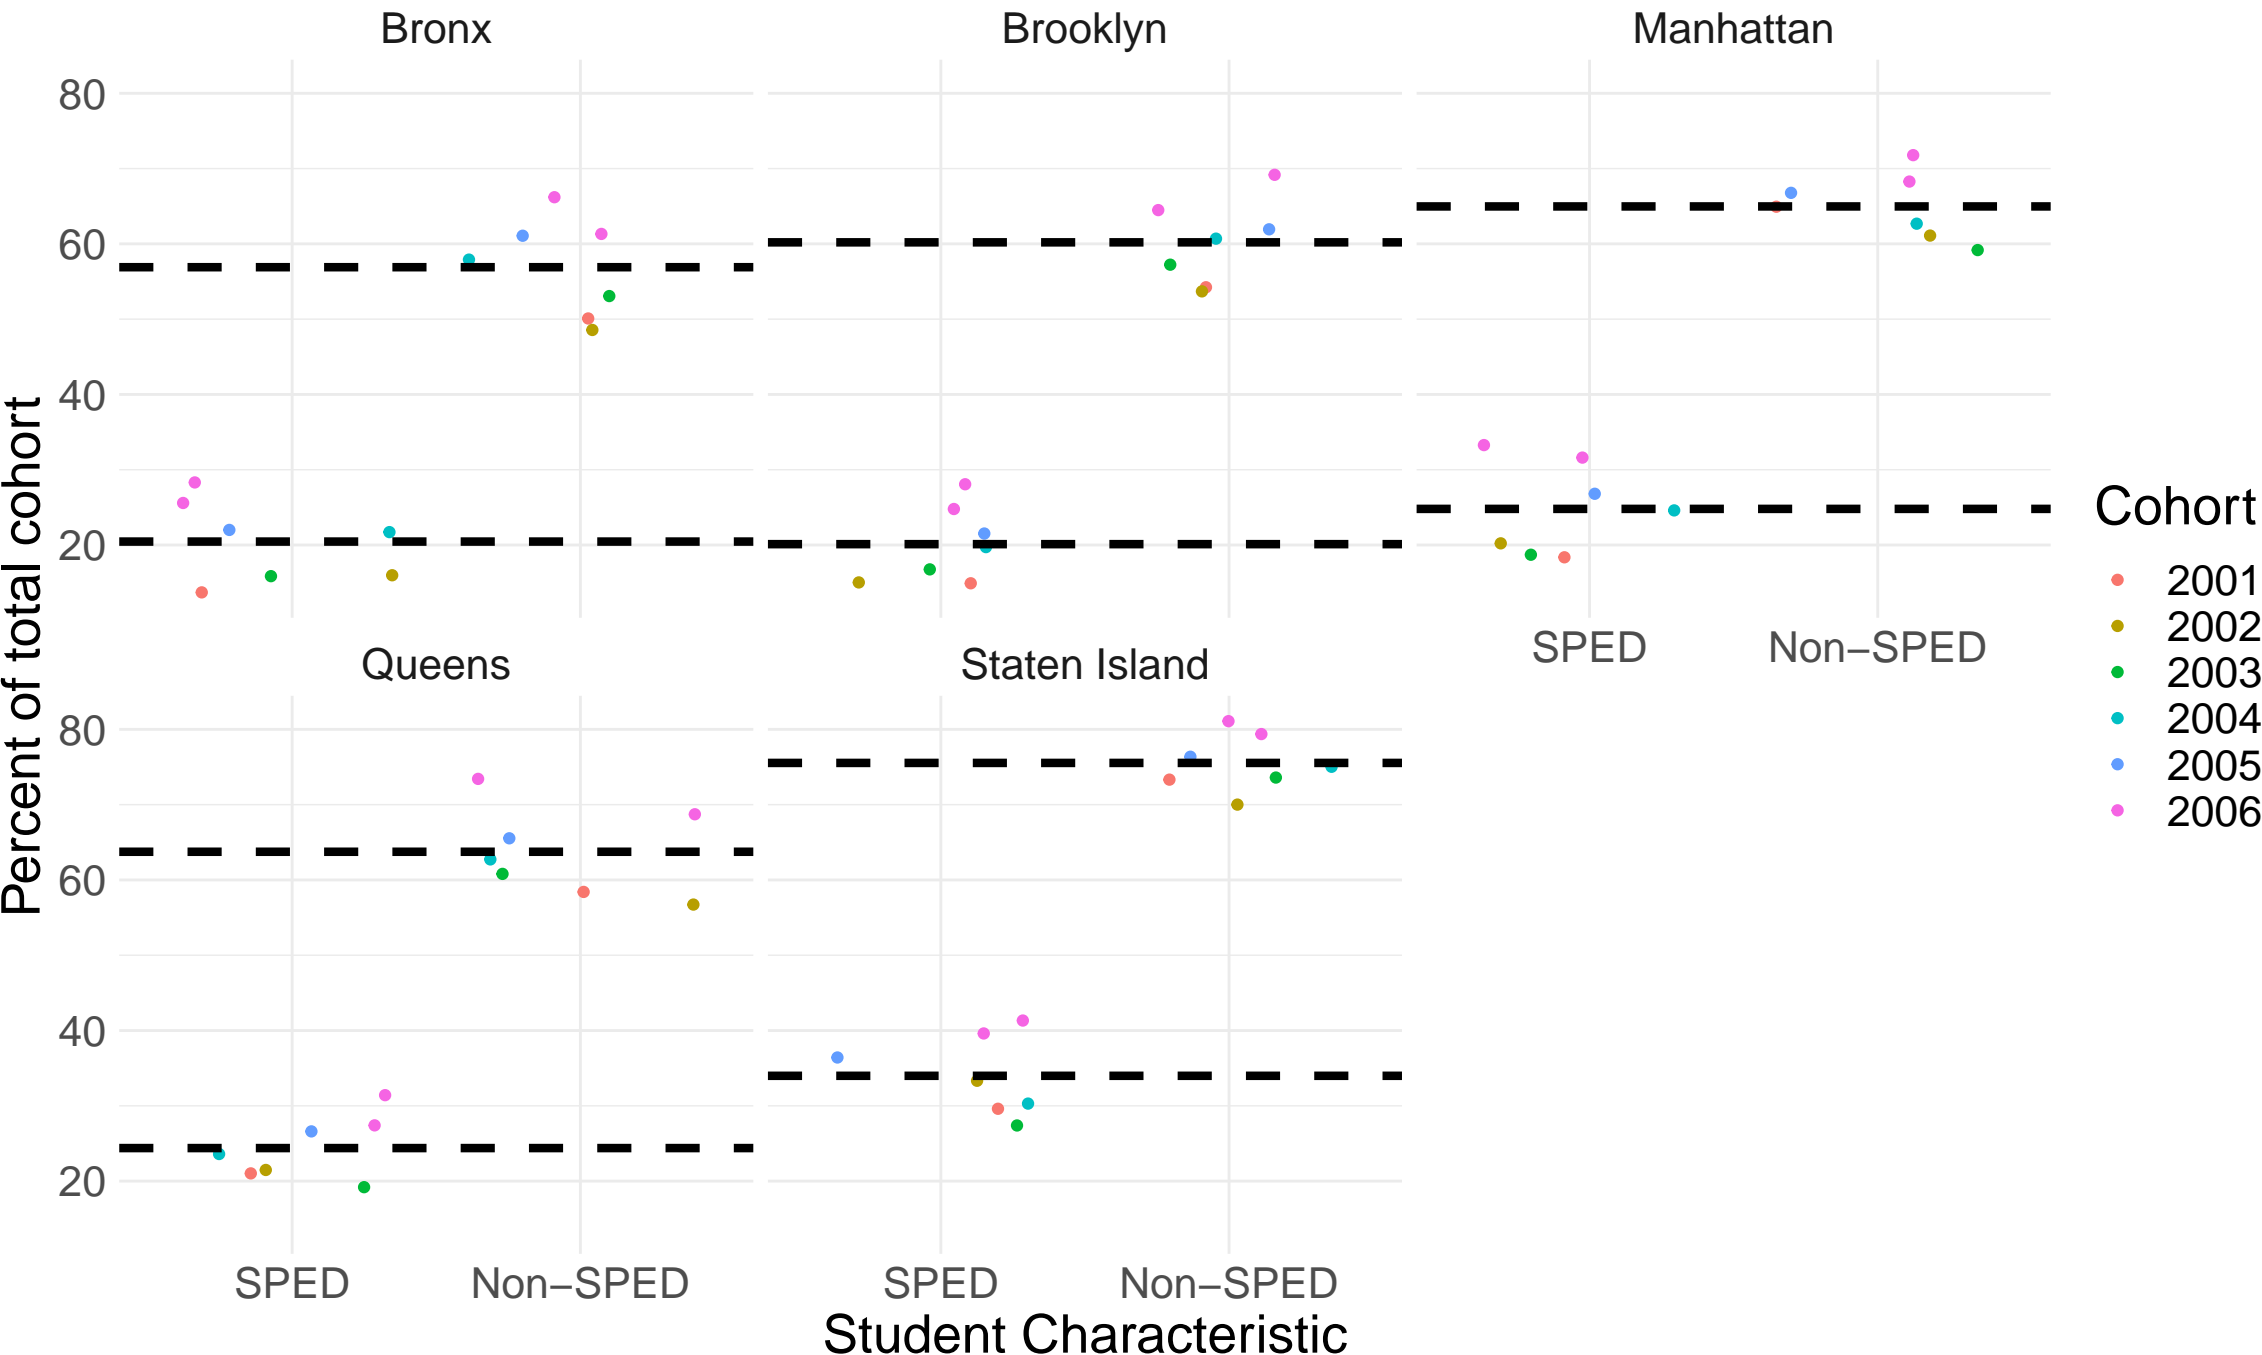 Bronx
Brooklyn
Manhattan
80
60
40
20
SPED
Non−SPED
Queens
Staten Island
80
60
40
20
SPED
Non−SPED
SPED
Non−SPED
Student Characteristic
Percent of total cohort
Cohort
2001
2002
2003
2004
2005
2006